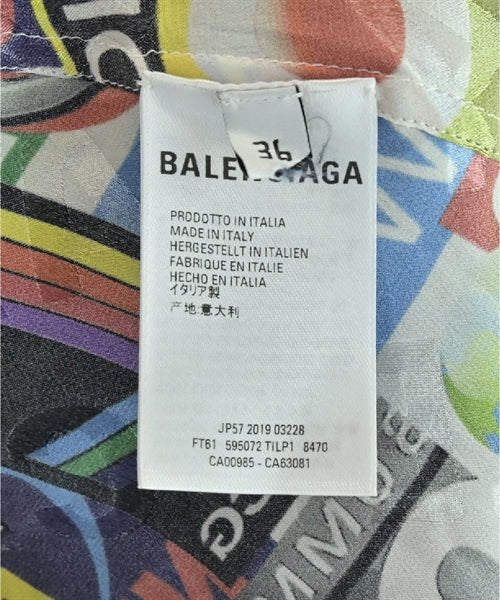 36
BALENCIAGA
PRODOTTO IN ITALIA
MADE IN ITALY
HERGESTELLT IN ITALIEN
FABRIQUE EN ITALIE
HECHO EN ITALIA
イタリア製
产地:意大利
JP57 2019 03228
FT61 595072 TILP1 8470
CA00985 - CA63081